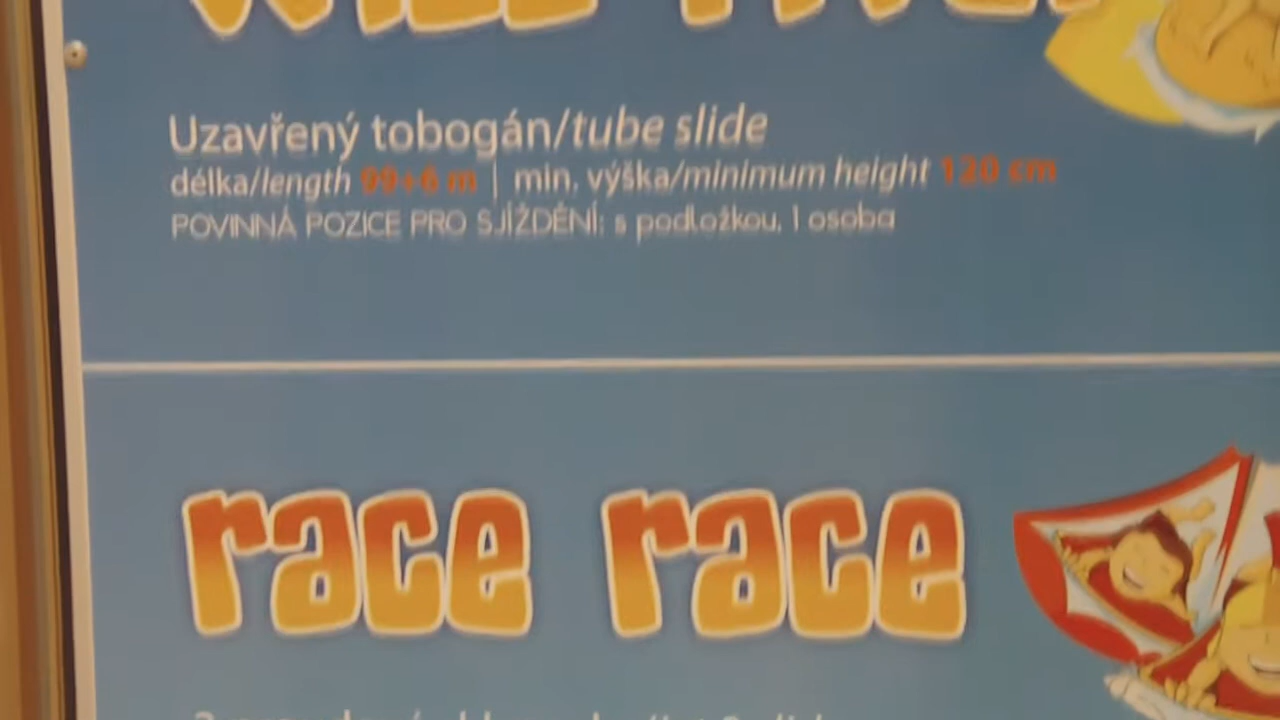 Uzavřený tobogán/tube slide
délka/length 99+6 m | min. výška/minimum height 120 cm
POVINNÁ POZICE PRO SJÍŽDĚNÍ: s podložkou, 1 osoba
race race